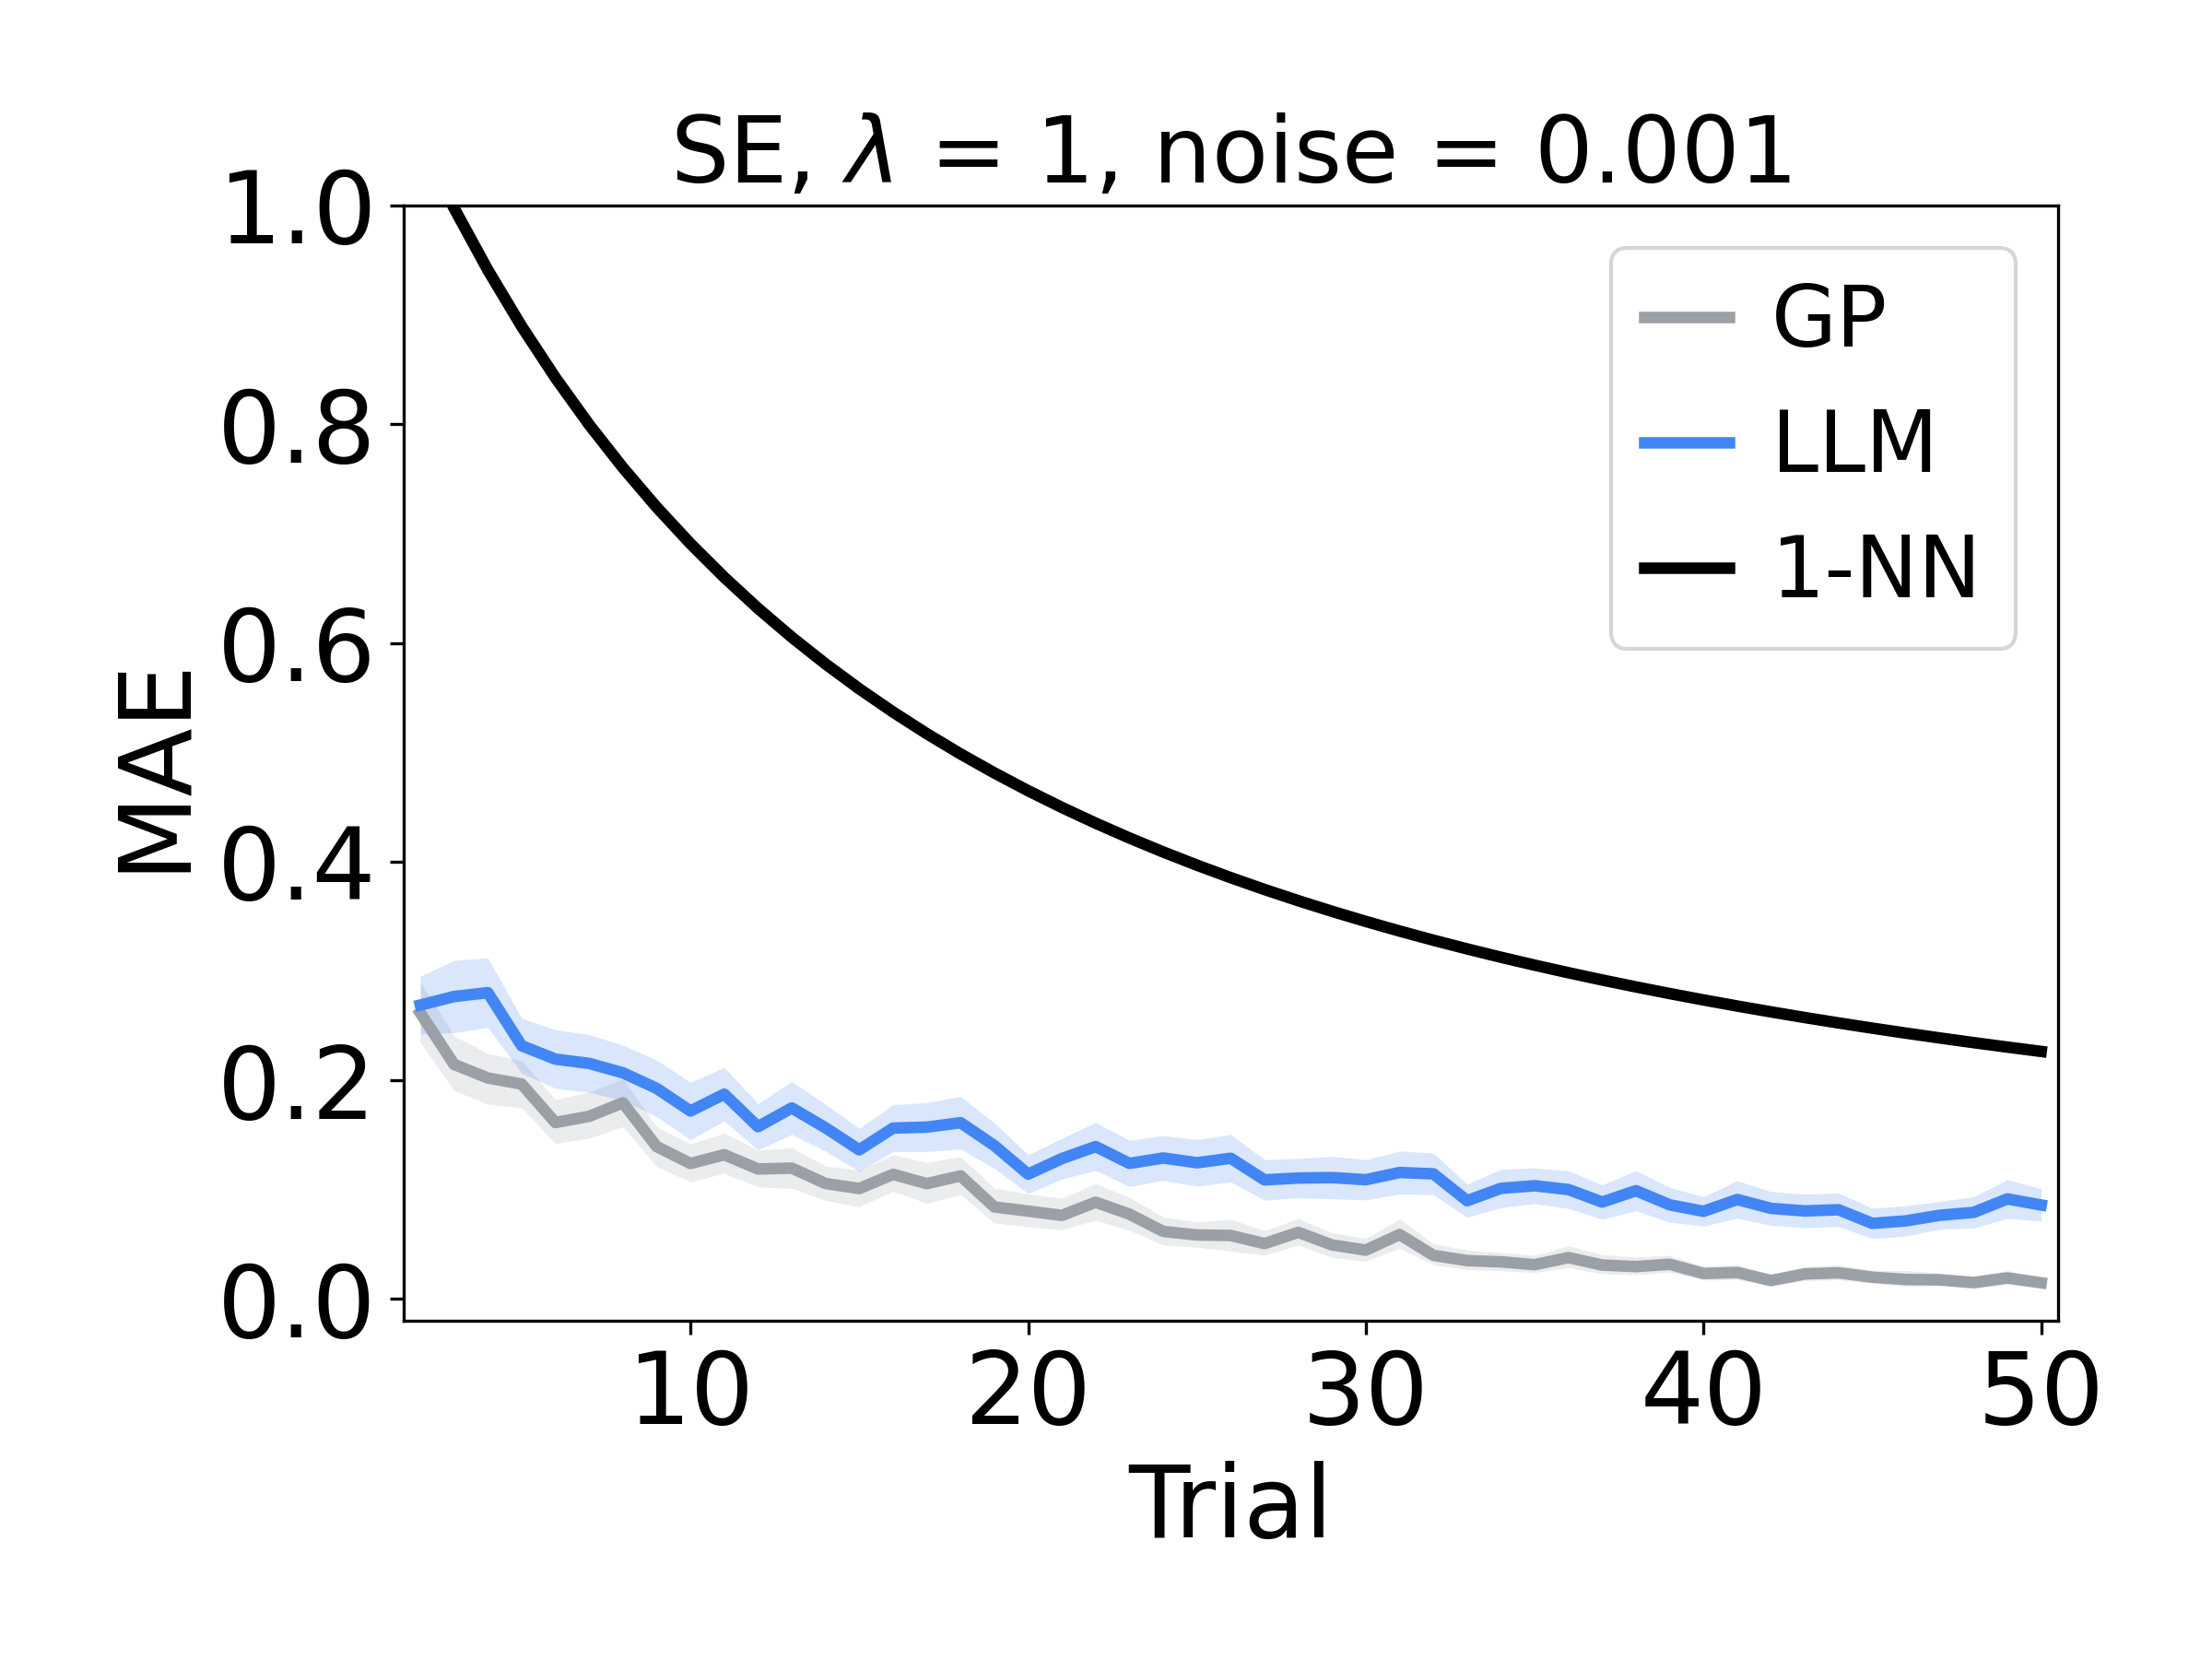 SE, λ = 1, noise = 0.001
1.0
0.8
0.6
0.4
0.2
0.0
MAE
GP
LLM
1-NN
10 20 30 40 50
Trial